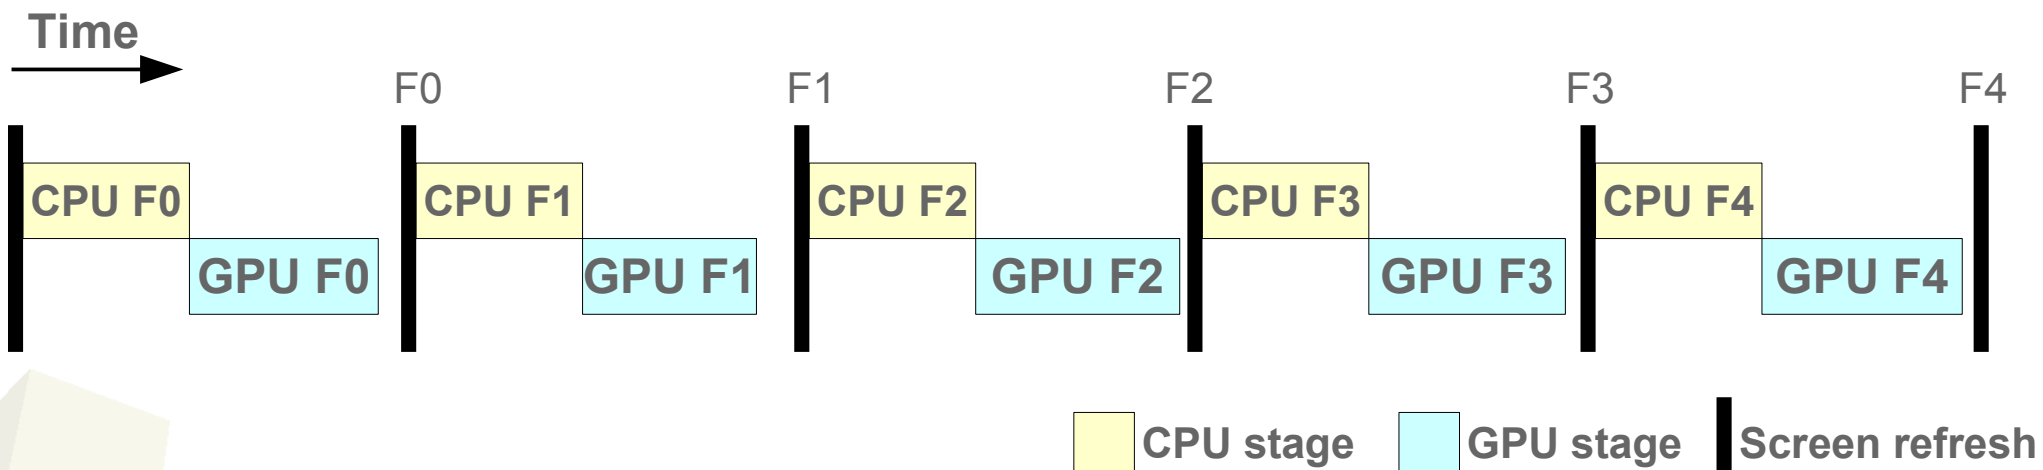 Time
F0 F1 F2 F3 F4
CPU F0 CPU F1 CPU F2 CPU F3 CPU F4
GPU F0 GPU F1 GPU F2 GPU F3 GPU F4
CPU stage GPU stage Screen refresh